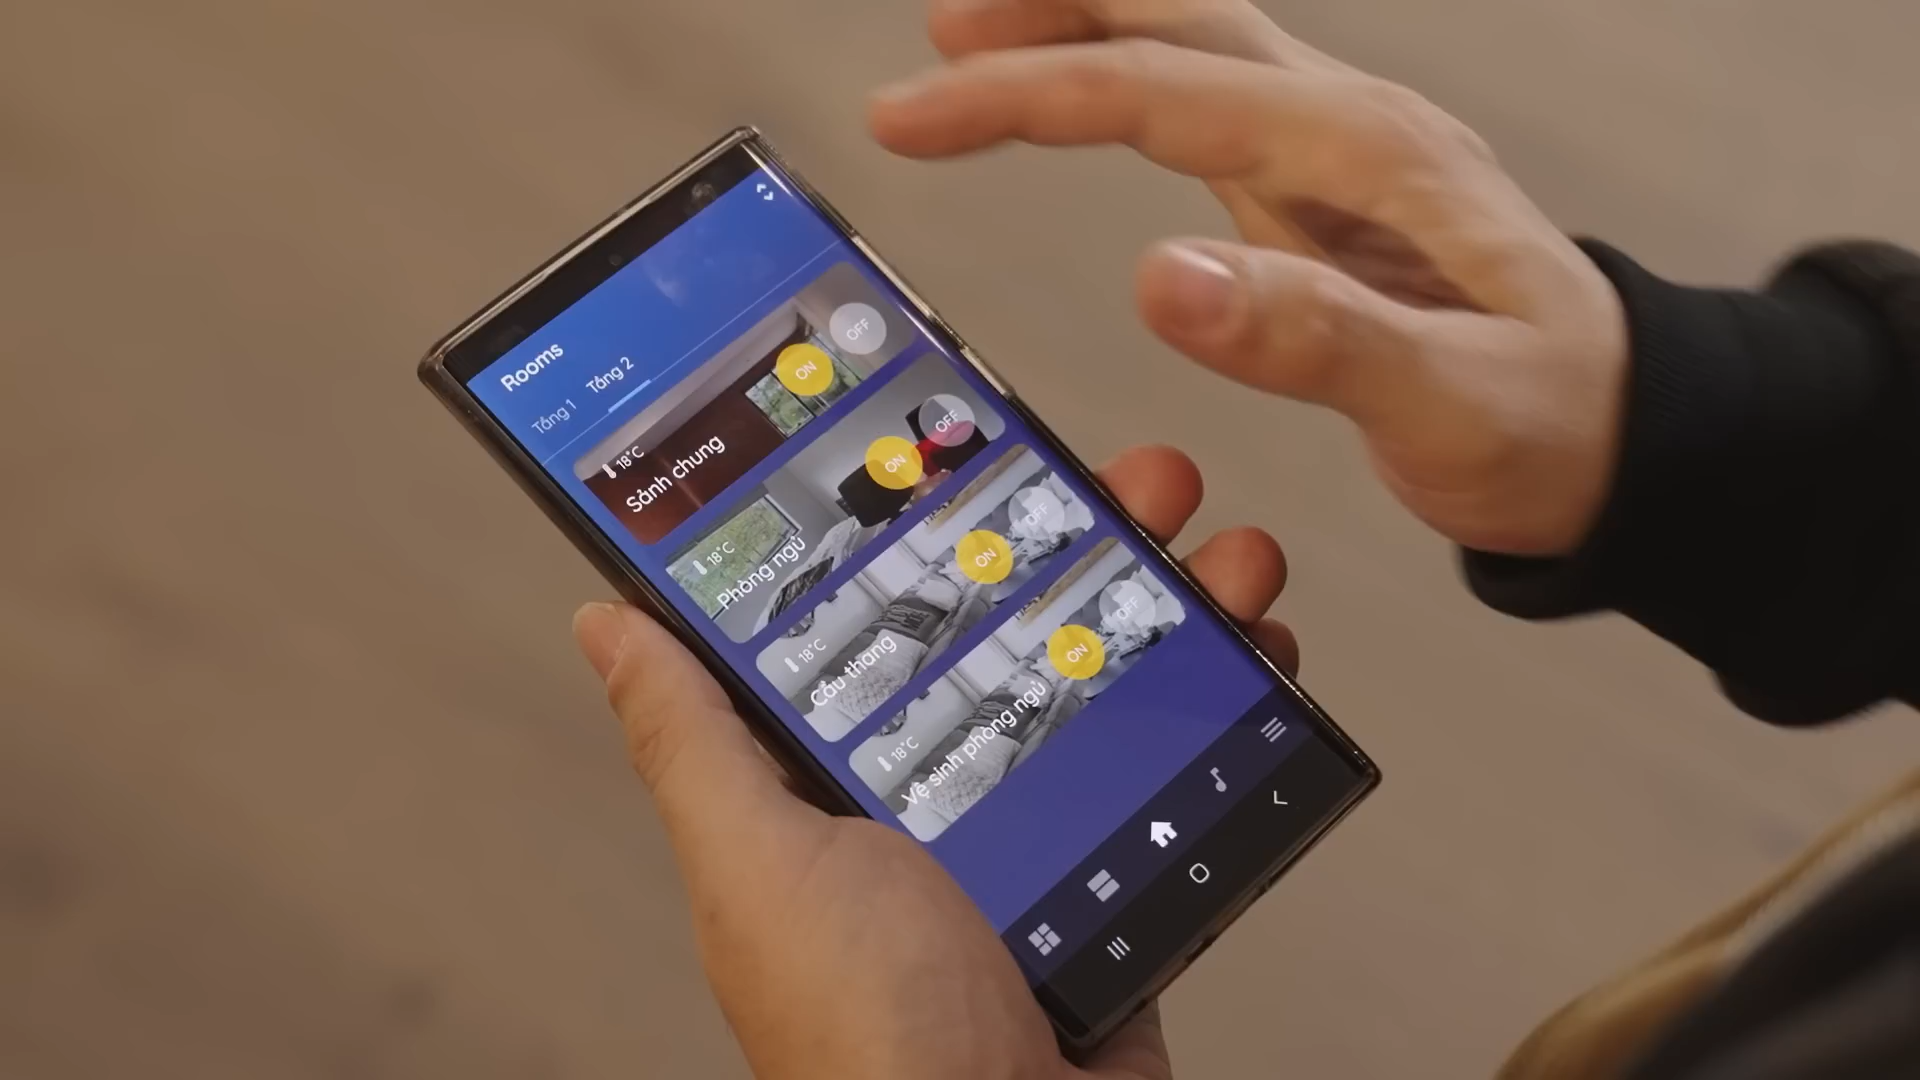 Rooms
Tầng 1
Tầng 2
18°C
Sảnh chung
ON
OFF
18°C
Phòng ngủ
ON
OFF
18°C
Cầu thang
ON
OFF
18°C
Vệ sinh phòng ngủ
ON
OFF